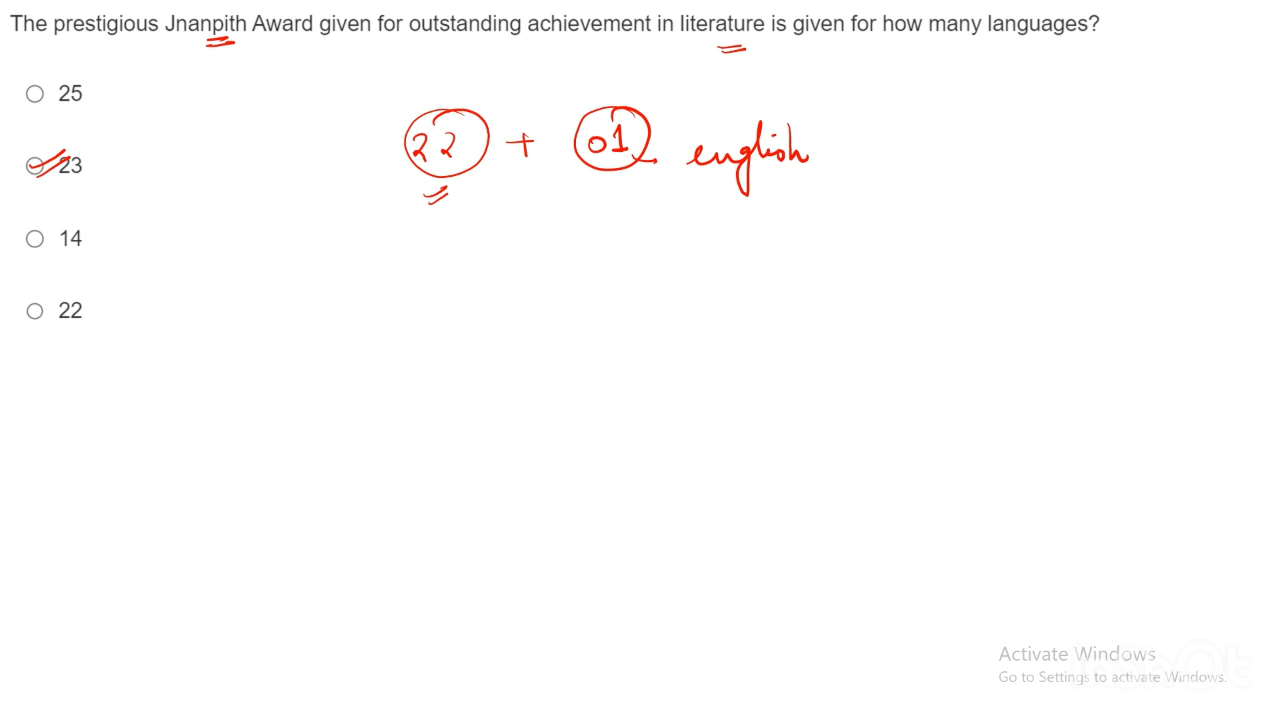 The prestigious Jnanpith Award given for outstanding achievement in literature is given for how many languages?
25
22 + 01 english
23
14
22
Activate Windows
Go to Settings to activate Windows.